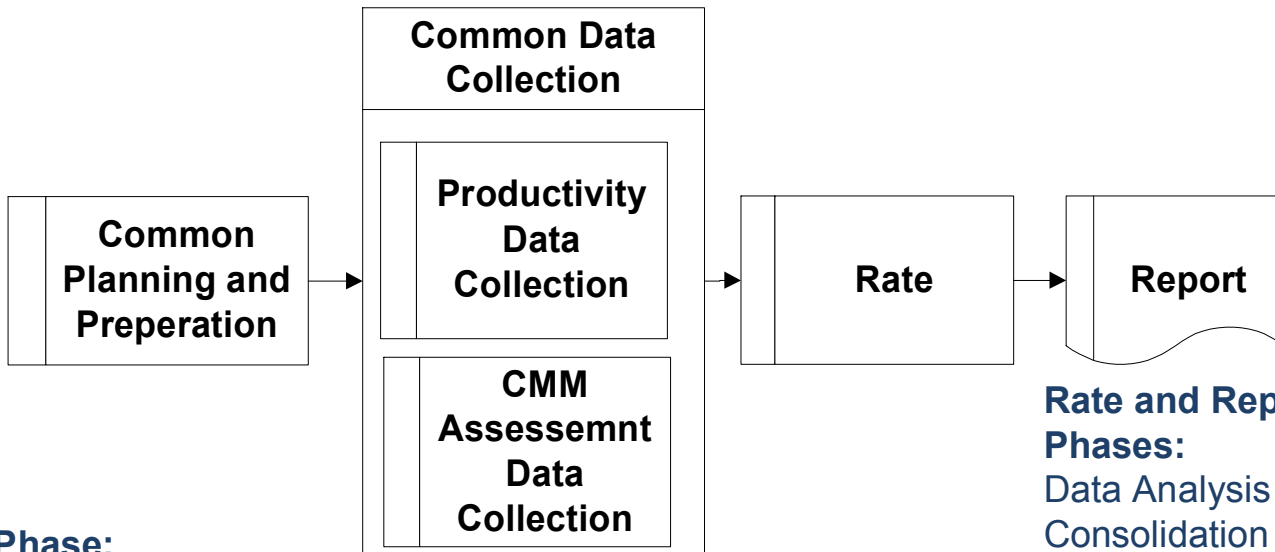 Common Data
Collection
Common
Planning and
Preperation
Productivity
Data
Collection
CMM
Assessemnt
Data
Collection
Rate
Report
Rate and Rep
Phases:
Data Analysis
Consolidation
Phase: